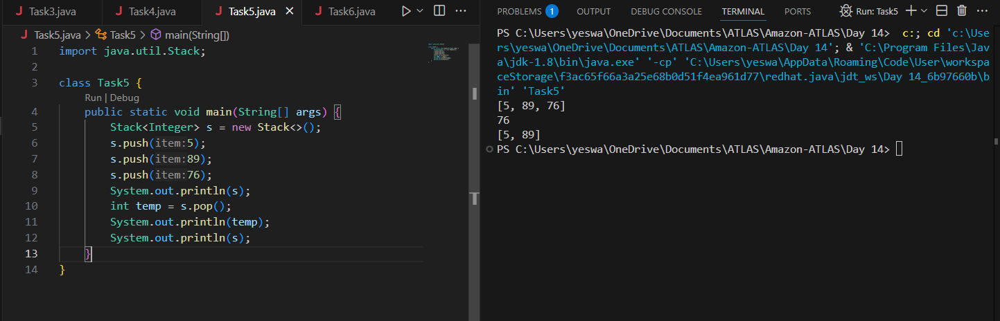 Task3.java Task4.java Task5.java Task6.java
Task5.java > Task5 > main(String[])
1 import java.util.Stack;
2
3 class Task5 {
Run | Debug
4 public static void main(String[] args) {
5 Stack<Integer> s = new Stack<>();
6 s.push(item:5);
7 s.push(item:89);
8 s.push(item:76);
9 System.out.println(s);
10 int temp = s.pop();
11 System.out.println(temp);
12 System.out.println(s);
13 }
14 }
PROBLEMS 1 OUTPUT DEBUG CONSOLE TERMINAL PORTS Run: Task5
PS C:\Users\yeswa\OneDrive\Documents\ATLAS\Amazon-ATLAS\Day 14>  c:; cd 'c:\Use
rs\yeswa\OneDrive\Documents\ATLAS\Amazon-ATLAS\Day 14'; & 'C:\Program Files\Jav
a\jdk-1.8\bin\java.exe' '-cp' 'C:\Users\yeswa\AppData\Roaming\Code\User\workspa
ceStorage\f3ac65f66a3a25e68b0d51f4ea961d77\redhat.java\jdt_ws\Day 14_6b97660b\b
in' 'Task5'
[5, 89, 76]
76
[5, 89]
PS C:\Users\yeswa\OneDrive\Documents\ATLAS\Amazon-ATLAS\Day 14>